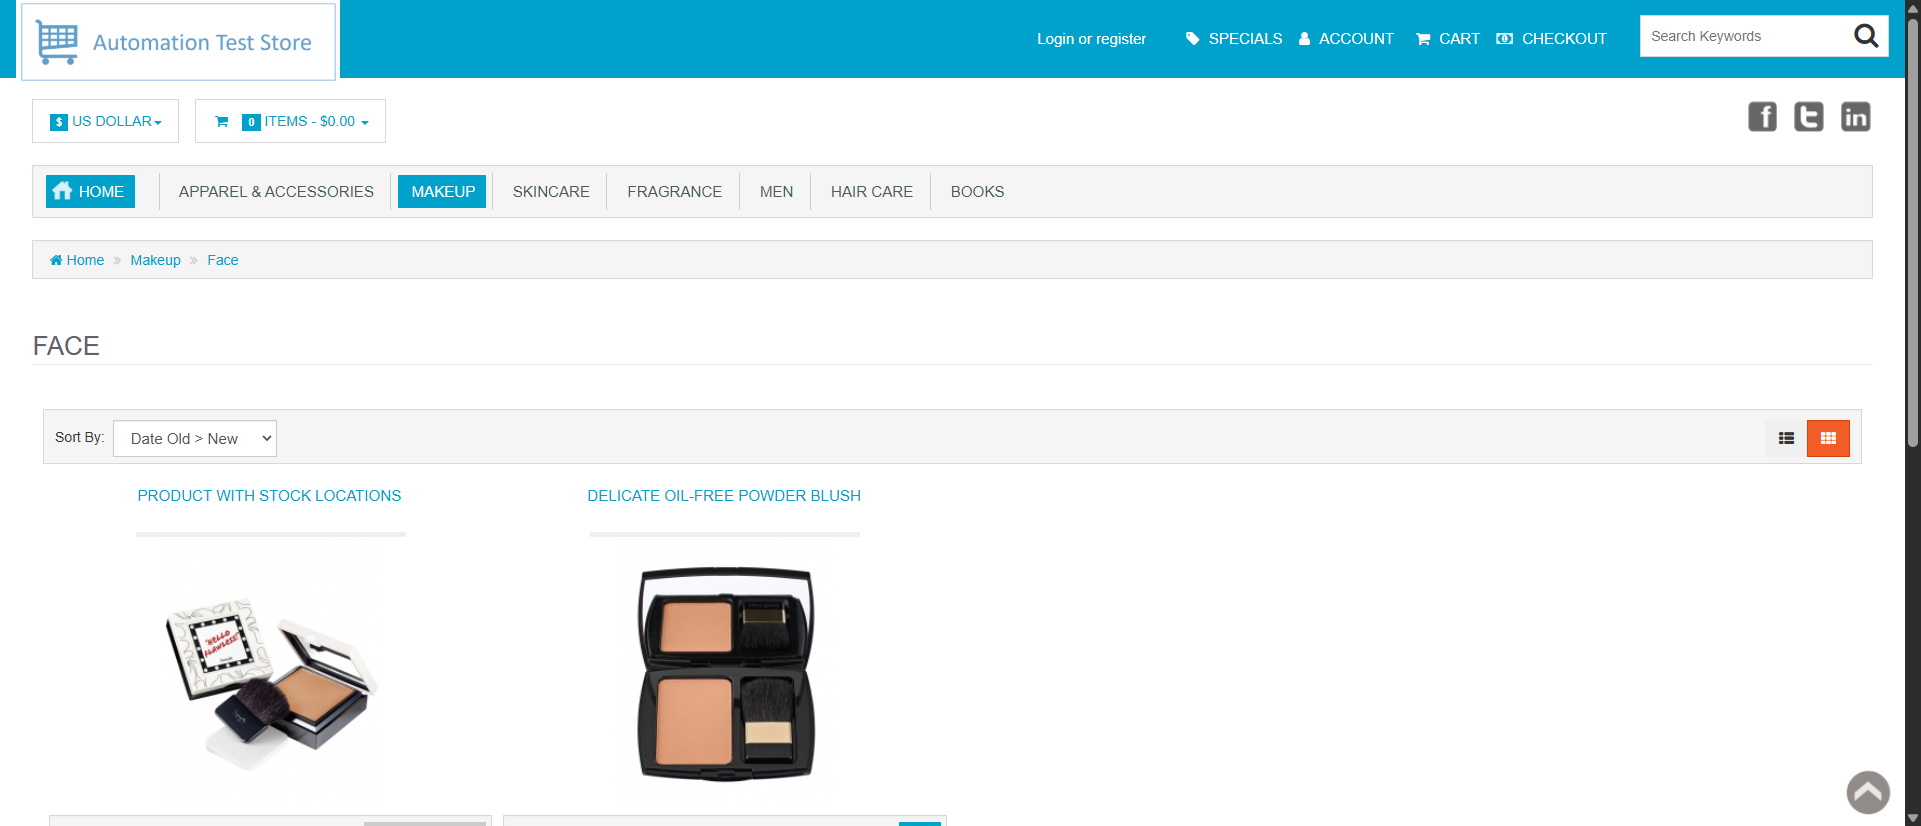 Automation Test Store
Login or register
SPECIALS
ACCOUNT
CART
CHECKOUT
Search Keywords
$ US DOLLAR
0 ITEMS - $0.00
HOME
APPAREL & ACCESSORIES
MAKEUP
SKINCARE
FRAGRANCE
MEN
HAIR CARE
BOOKS
Home » Makeup » Face
FACE
Sort By: Date Old > New
PRODUCT WITH STOCK LOCATIONS
DELICATE OIL-FREE POWDER BLUSH
"HELLO
FLAWLESS!"